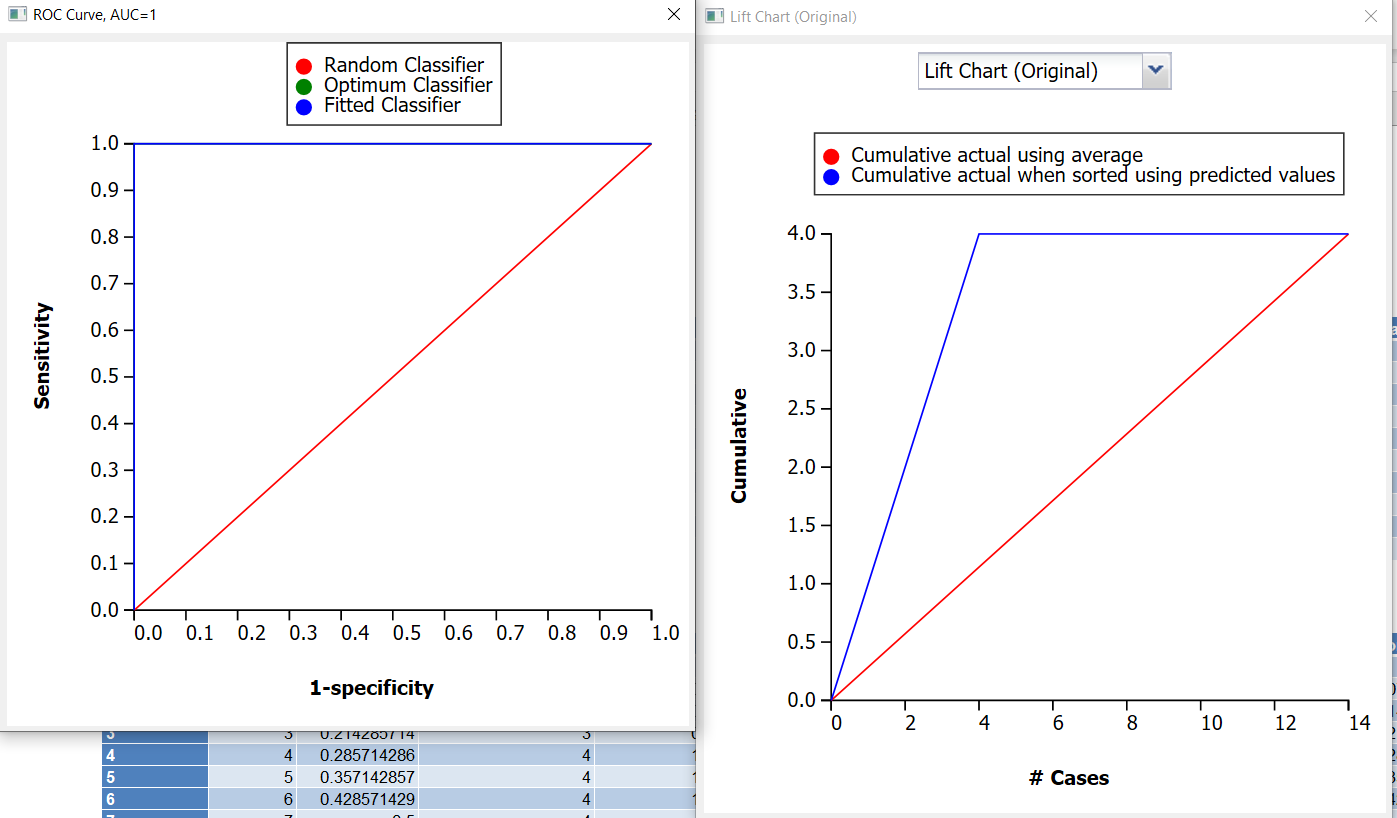 ROC Curve, AUC=1
Random Classifier
Optimum Classifier
Fitted Classifier
1.0
0.9
0.8
0.7
0.6
0.5
0.4
0.3
0.2
0.1
0.0
Sensitivity
0.0 0.1 0.2 0.3 0.4 0.5 0.6 0.7 0.8 0.9 1.0
1-specificity
Lift Chart (Original)
Lift Chart (Original)
Cumulative actual using average
Cumulative actual when sorted using predicted values
4.0
3.5
3.0
2.5
2.0
1.5
1.0
0.5
0.0
Cumulative
0 2 4 6 8 10 12 14
# Cases
3 3 0.214285714 3
4 4 0.285714286 4
5 5 0.357142857 4
6 6 0.428571429 4